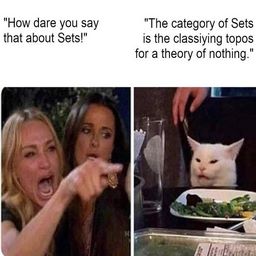 "How dare you say
that about Sets!"
"The category of Sets
is the classiying topos
for a theory of nothing."